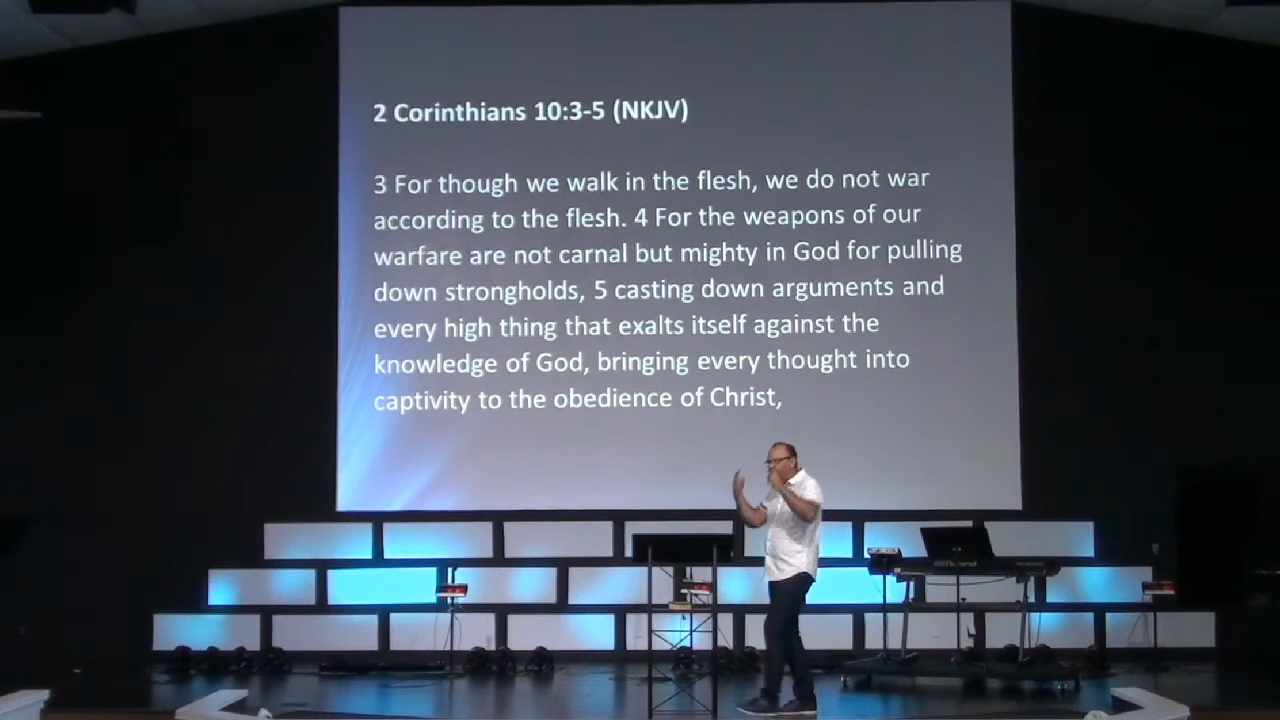 2 Corinthians 10:3-5 (NKJV)
3 For though we walk in the flesh, we do not war
according to the flesh. 4 For the weapons of our
warfare are not carnal but mighty in God for pulling
down strongholds, 5 casting down arguments and
every high thing that exalts itself against the
knowledge of God, bringing every thought into
captivity to the obedience of Christ,
Roland